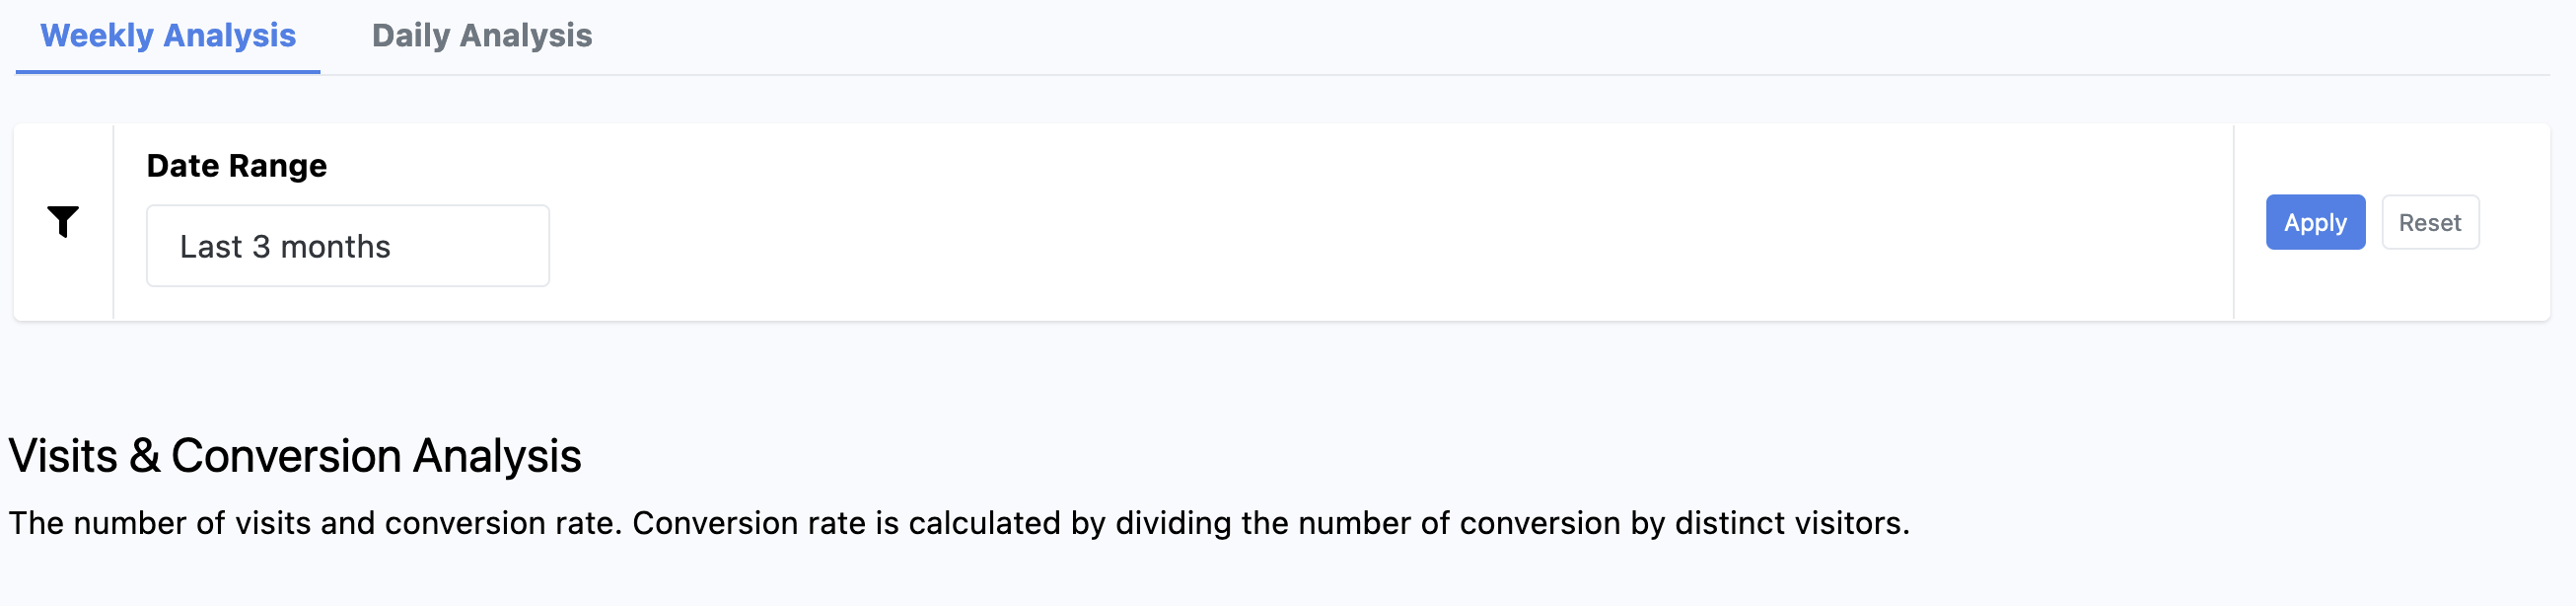 Weekly Analysis
Daily Analysis
Date Range
Last 3 months
Apply
Reset
Visits & Conversion Analysis
The number of visits and conversion rate. Conversion rate is calculated by dividing the number of conversion by distinct visitors.